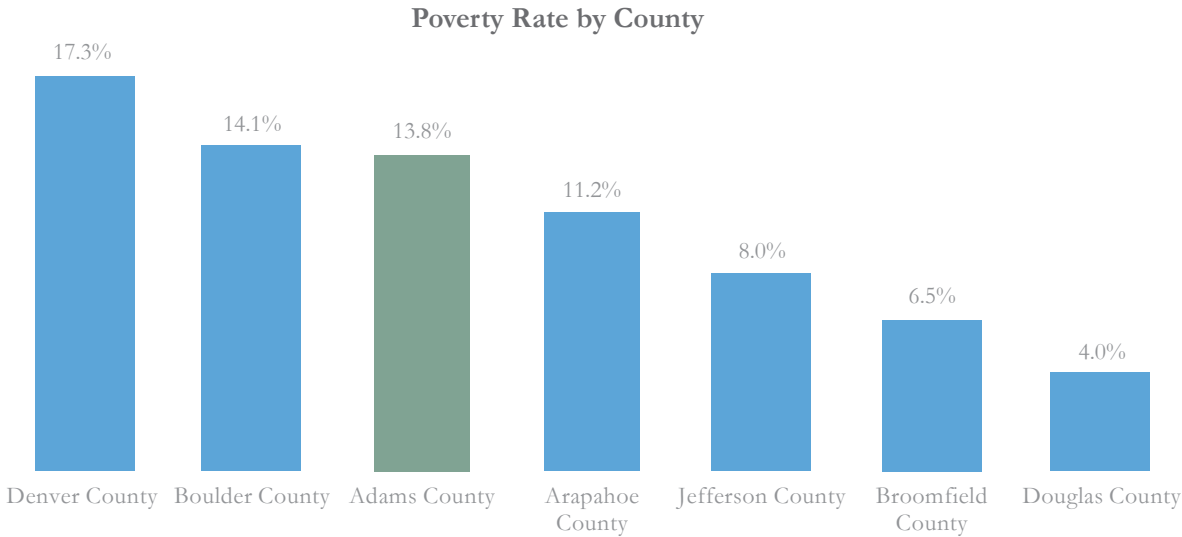 Poverty Rate by County
17.3%
14.1%
13.8%
11.2%
8.0%
6.5%
4.0%
Denver County
Boulder County
Adams County
Arapahoe
County
Jefferson County
Broomfield
County
Douglas County